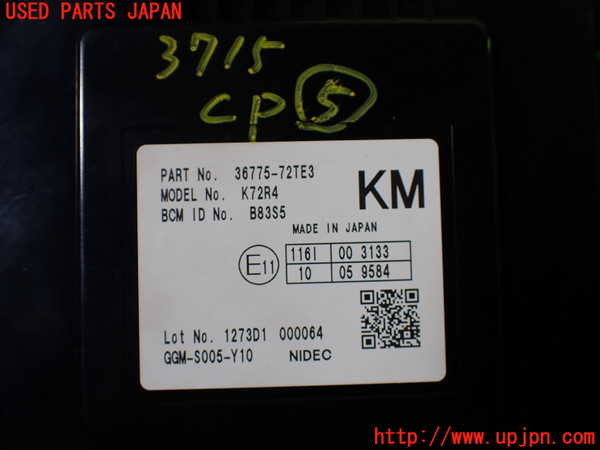 USED PARTS JAPAN
3715
CP 5
PART No. 36775-72TE3
MODEL No. K72R4
BCM ID No. B83S5
KM
MADE IN JAPAN
E11
116I 00 3133
10 05 9584
Lot No. 1273D1 000064
GGM-S005-Y10 NIDEC
http://www.upjpn.com/